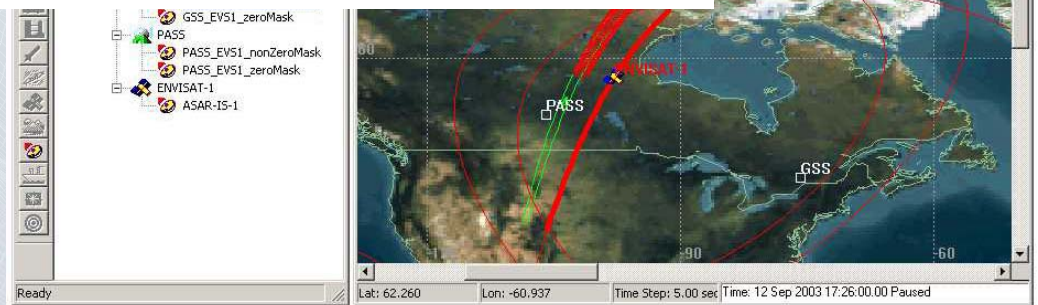 GSS_EVS1_zeroMask
PASS
PASS_EVS1_nonZeroMask
PASS_EVS1_zeroMask
ENVISAT-1
ASAR-IS-1
ENVISAT-1
PASS
GSS
-90
-60
Ready
Lat: 62.260
Lon: -60.937
Time Step: 5.00 sec
Time: 12 Sep 2003 17:26:00.00 Paused